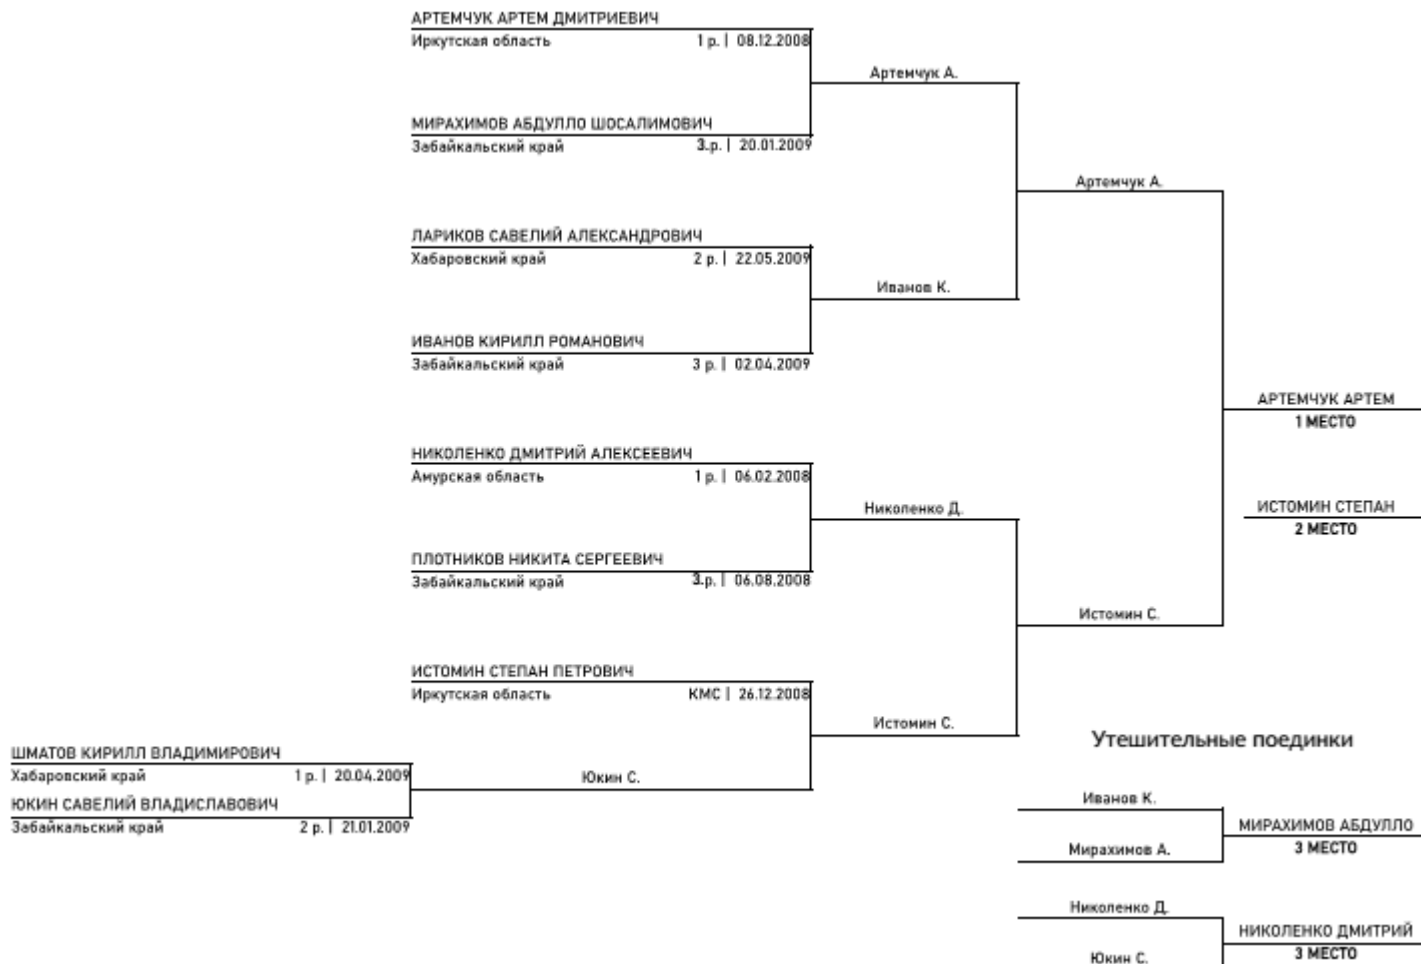 АРТЕМЧУК АРТЕМ ДМИТРИЕВИЧ
Иркутская область 1 р. | 08.12.2008
Артемчук А.
МИРАХИМОВ АБДУЛЛО ШОСАЛИМОВИЧ
Забайкальский край 3.р. | 20.01.2009
Артемчук А.
ЛАРИКОВ САВЕЛИЙ АЛЕКСАНДРОВИЧ
Хабаровский край 2 р. | 22.05.2009
Иванов К.
ИВАНОВ КИРИЛЛ РОМАНОВИЧ
Забайкальский край 3 р. | 02.04.2009
АРТЕМЧУК АРТЕМ
1 МЕСТО
НИКОЛЕНКО ДМИТРИЙ АЛЕКСЕЕВИЧ
Амурская область 1 р. | 06.02.2008
Николенко Д.
ИСТОМИН СТЕПАН
2 МЕСТО
ПЛОТНИКОВ НИКИТА СЕРГЕЕВИЧ
Забайкальский край 3.р. | 06.08.2008
Истомин С.
ИСТОМИН СТЕПАН ПЕТРОВИЧ
Иркутская область КМС | 26.12.2008
Истомин С.
Утешительные поединки
ШМАТОВ КИРИЛЛ ВЛАДИМИРОВИЧ
Хабаровский край 1 р. | 20.04.2009
Юкин С.
ЮКИН САВЕЛИЙ ВЛАДИСЛАВОВИЧ
Забайкальский край 2 р. | 21.01.2009
Иванов К.
МИРАХИМОВ АБДУЛЛО
3 МЕСТО
Мирахимов А.
Николенко Д.
НИКОЛЕНКО ДМИТРИЙ
3 МЕСТО
Юкин С.